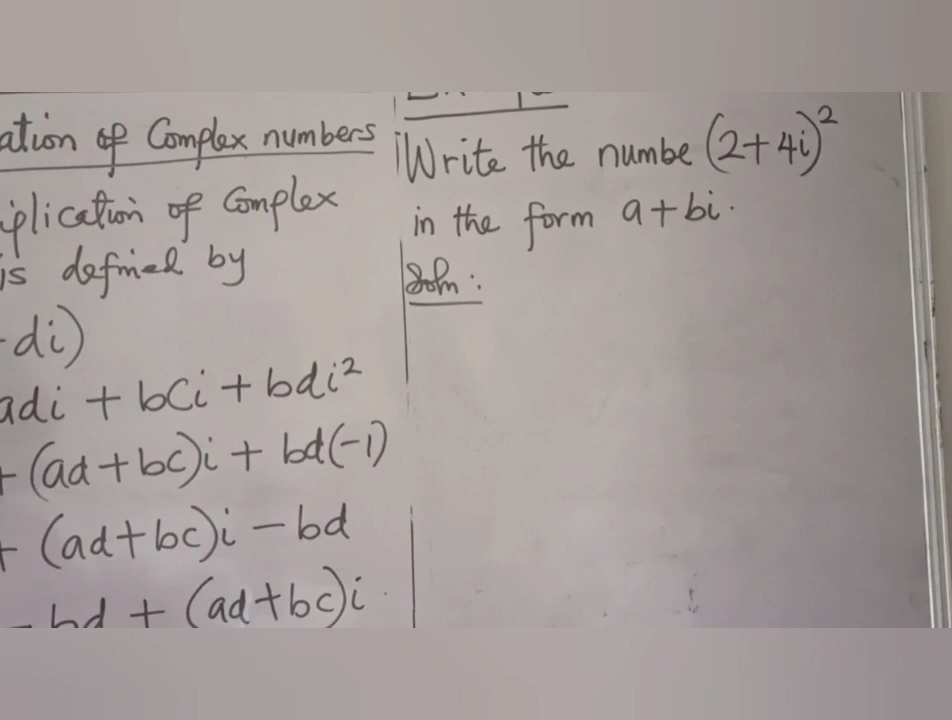 ation of Complex numbers
iplication of Complex
is defined by
-di)
adi + bCi + bdi²
+ (ad+bc)i + bd(-1)
+ (ad+bc)i - bd
- bd + (ad+bc)i
Write the numbe (2+4i)²
in the form a+bi.
Soln: